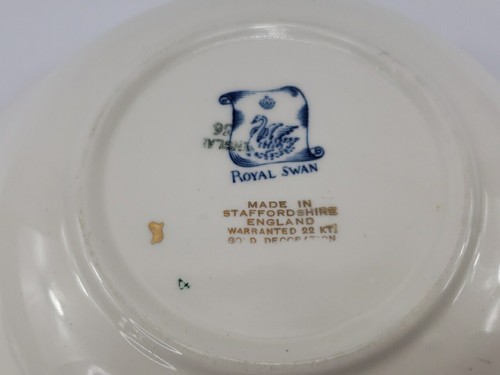 ROYAL SWAN
MADE IN
STAFFORDSHIRE
ENGLAND
WARRANTED 22 KT.
GOLD DECORATION